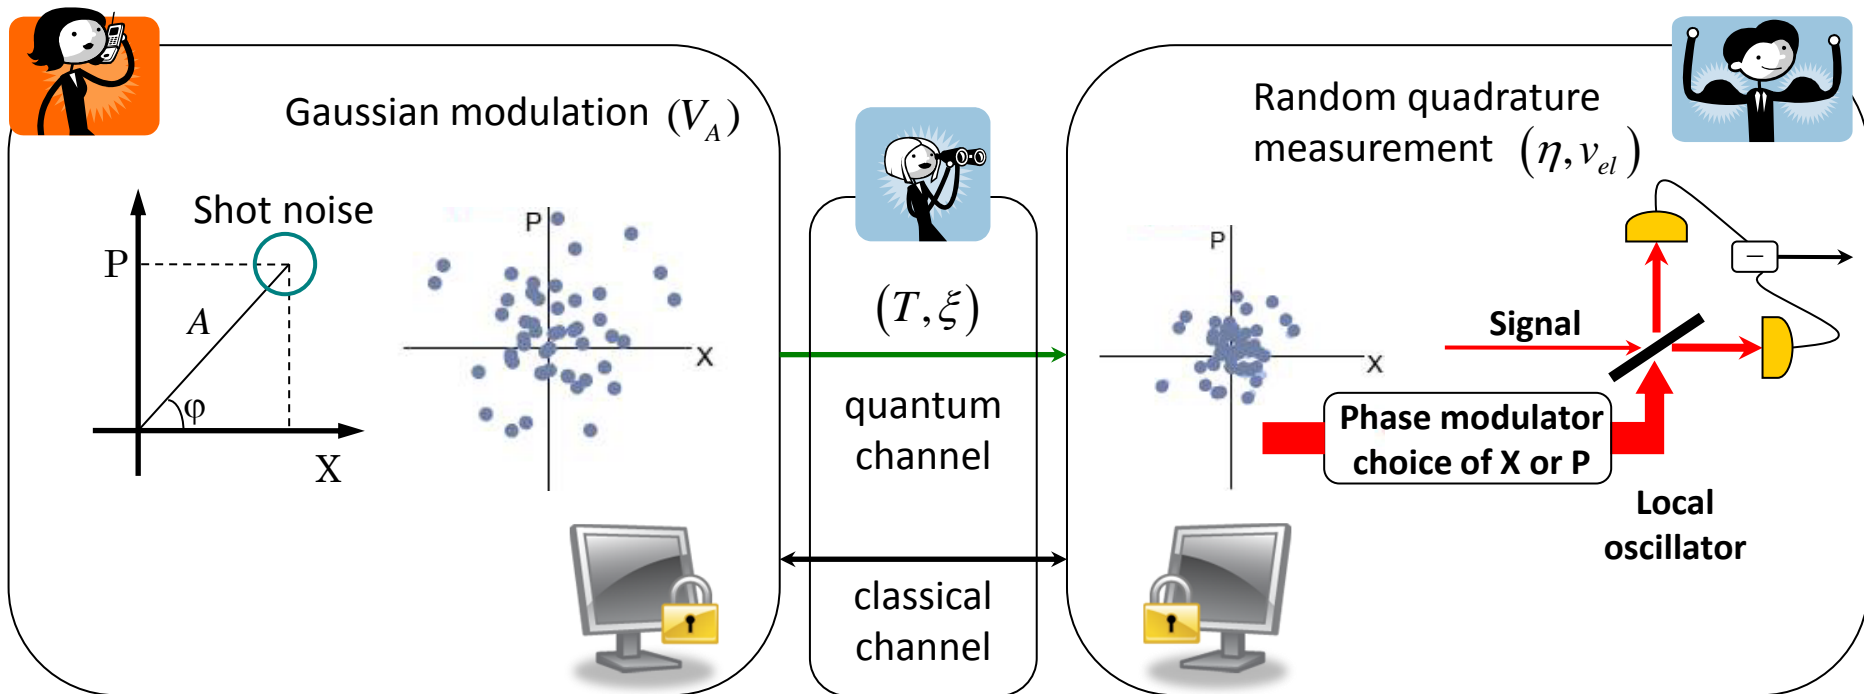 Gaussian modulation (V_A)
Shot noise
P
A
φ
X
P
X
(T, ξ)
quantum
channel
classical
channel
Random quadrature
measurement (η, v_el)
P
X
Signal
−
Phase modulator
choice of X or P
Local
oscillator